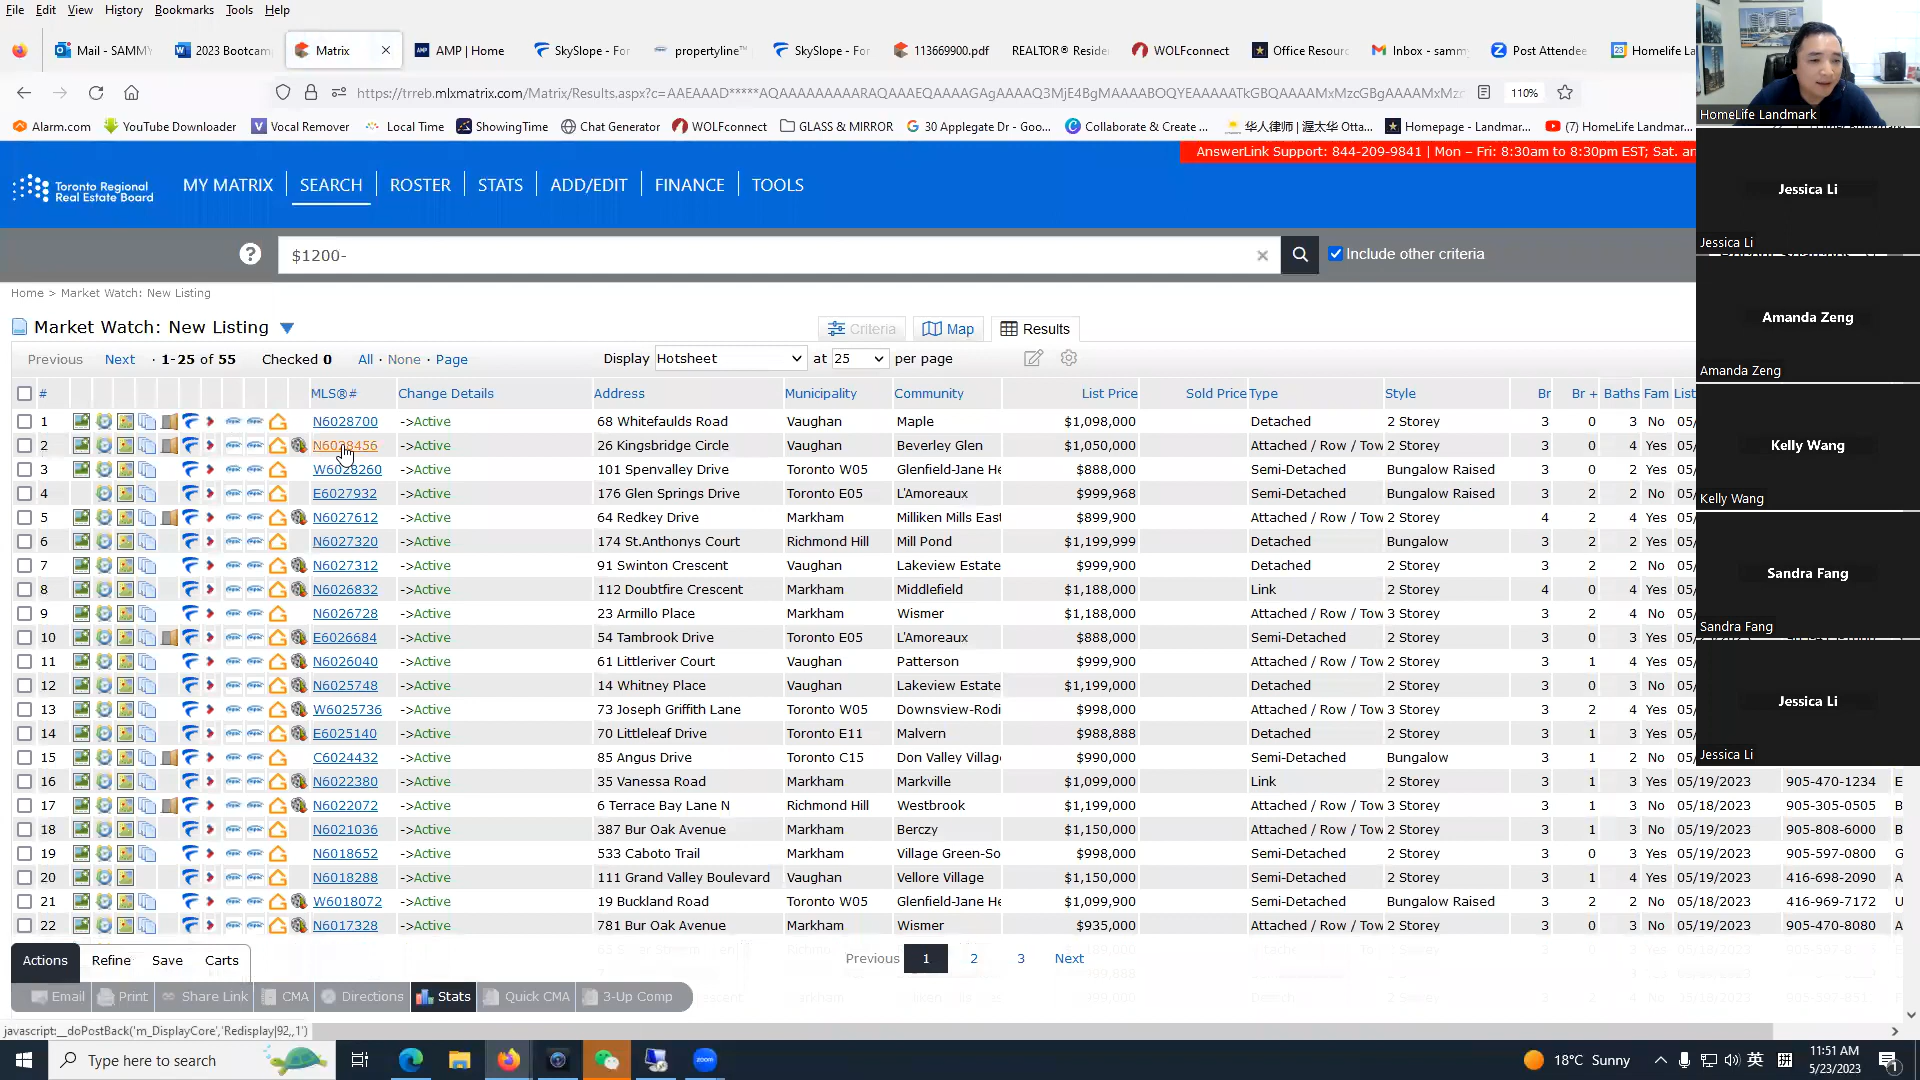 File Edit View History Bookmarks Tools Help
Mail - SAMMY
2023 Bootcamp
Matrix
AMP | Home
SkySlope - For
propertyline™
SkySlope - For
113669900.pdf
REALTOR® Reside
WOLFconnect
Office Resourc
Inbox - sammy
Post Attendee
Homelife La
https://trreb.mlxmatrix.com/Matrix/Results.aspx?c=
110%
Alarm.com
YouTube Downloader
Vocal Remover
Local Time
ShowingTime
Chat Generator
WOLFconnect
GLASS & MIRROR
30 Applegate Dr - Goo...
Collaborate & Create ...
华人律师 | 渥太华 Otta...
Homepage - Landmar...
(7) HomeLife Landmar...
AnswerLink Support: 844-209-9841 | Mon – Fri: 8:30am to 8:30pm EST; Sat. an
Toronto Regional
Real Estate Board
MY MATRIX SEARCH ROSTER STATS ADD/EDIT FINANCE TOOLS
$1200-
Include other criteria
Home > Market Watch: New Listing
Market Watch: New Listing
Criteria Map Results
Previous Next · 1-25 of 55 Checked 0 All · None · Page
Display Hotsheet at 25 per page
# MLS®# Change Details Address Municipality Community List Price Sold Price Type Style Br Br + Baths Fam List
1 N6028700 ->Active 68 Whitefaulds Road Vaughan Maple $1,098,000 Detached 2 Storey 3 0 3 No 05/
2 N6028456 ->Active 26 Kingsbridge Circle Vaughan Beverley Glen $1,050,000 Attached / Row / Tow 2 Storey 3 0 4 Yes 05/
3 W6028260 ->Active 101 Spenvalley Drive Toronto W05 Glenfield-Jane He $888,000 Semi-Detached Bungalow Raised 3 0 2 Yes 05/
4 E6027932 ->Active 176 Glen Springs Drive Toronto E05 L'Amoreaux $999,968 Semi-Detached Bungalow Raised 3 2 2 No 05/
5 N6027612 ->Active 64 Redkey Drive Markham Milliken Mills East $899,900 Attached / Row / Tow 2 Storey 4 2 4 Yes 05/
6 N6027320 ->Active 174 St.Anthonys Court Richmond Hill Mill Pond $1,199,999 Detached Bungalow 3 2 2 Yes 05/
7 N6027312 ->Active 91 Swinton Crescent Vaughan Lakeview Estate $999,900 Detached 2 Storey 3 2 2 No 05/
8 N6026832 ->Active 112 Doubtfire Crescent Markham Middlefield $1,188,000 Link 2 Storey 4 0 4 Yes 05/
9 N6026728 ->Active 23 Armillo Place Markham Wismer $1,188,000 Attached / Row / Tow 3 Storey 3 2 4 No 05/
10 E6026684 ->Active 54 Tambrook Drive Toronto E05 L'Amoreaux $888,000 Semi-Detached 2 Storey 3 0 3 Yes 05/
11 N6026040 ->Active 61 Littleriver Court Vaughan Patterson $999,900 Attached / Row / Tow 2 Storey 3 1 4 Yes 05/
12 N6025748 ->Active 14 Whitney Place Vaughan Lakeview Estate $1,199,000 Detached 2 Storey 3 0 3 No 05/
13 W6025736 ->Active 73 Joseph Griffith Lane Toronto W05 Downsview-Rodi $998,000 Attached / Row / Tow 3 Storey 3 2 4 Yes 05/
14 E6025140 ->Active 70 Littleleaf Drive Toronto E11 Malvern $988,888 Detached 2 Storey 3 1 3 Yes 05/
15 C6024432 ->Active 85 Angus Drive Toronto C15 Don Valley Village $990,000 Semi-Detached Bungalow 3 1 2 No 05/
16 N6022380 ->Active 35 Vanessa Road Markham Markville $1,099,000 Link 2 Storey 3 1 3 Yes 05/19/2023 905-470-1234 E
17 N6022072 ->Active 6 Terrace Bay Lane N Richmond Hill Westbrook $1,199,000 Attached / Row / Tow 3 Storey 3 1 3 No 05/18/2023 905-305-0505 B
18 N6021036 ->Active 387 Bur Oak Avenue Markham Berczy $1,150,000 Attached / Row / Tow 2 Storey 3 1 3 No 05/19/2023 905-808-6000 B
19 N6018652 ->Active 533 Caboto Trail Markham Village Green-So $998,000 Semi-Detached 2 Storey 3 0 3 Yes 05/19/2023 905-597-0800 G
20 N6018288 ->Active 111 Grand Valley Boulevard Vaughan Vellore Village $1,150,000 Semi-Detached 2 Storey 3 1 4 Yes 05/19/2023 416-698-2090 A
21 W6018072 ->Active 19 Buckland Road Toronto W05 Glenfield-Jane He $1,099,900 Semi-Detached Bungalow Raised 3 2 2 No 05/18/2023 416-969-7172 U
22 N6017328 ->Active 781 Bur Oak Avenue Markham Wismer $935,000 Attached / Row / Tow 2 Storey 3 0 3 No 05/19/2023 905-470-8080 A
Actions Refine Save Carts
Previous 1 2 3 Next
Email Print Share Link CMA Directions Stats Quick CMA 3-Up Comp
javascript:__doPostBack('m_DisplayCore','Redisplay|92,,1')
Type here to search
18°C Sunny
英
拼
11:51 AM
5/23/2023
1
HomeLife Landmark
Jessica Li
Jessica Li
Amanda Zeng
Amanda Zeng
Kelly Wang
Kelly Wang
Sandra Fang
Sandra Fang
Jessica Li
Jessica Li